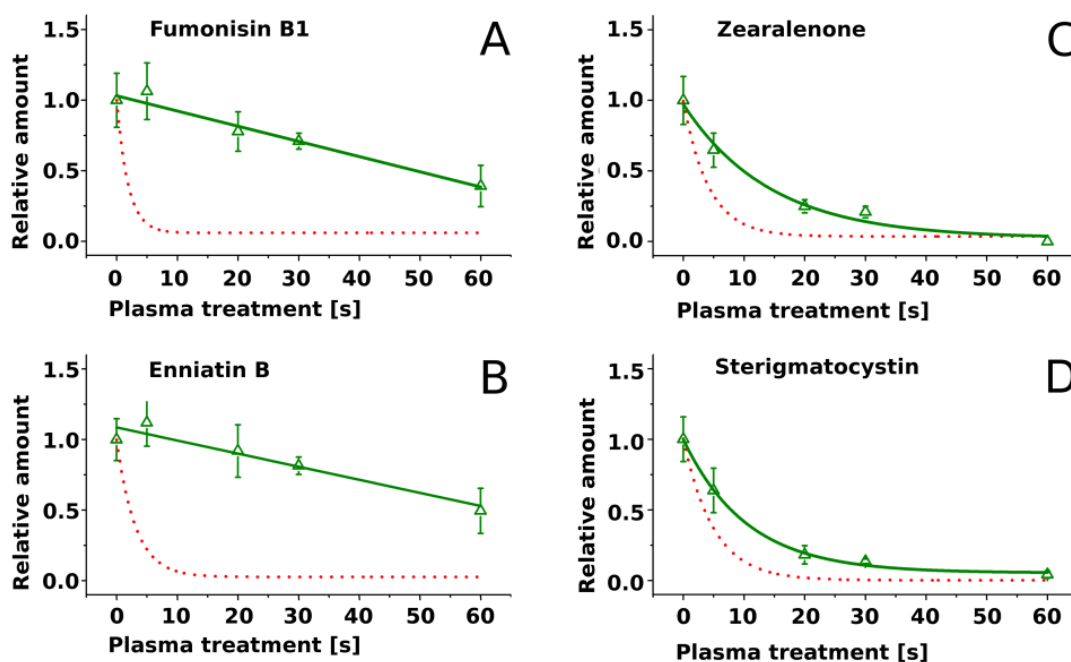 Fumonisin B1
A
Relative amount
1.5
1.0
0.5
0.0
0 10 20 30 40 50 60
Plasma treatment [s]
Zearalenone
C
Relative amount
1.5
1.0
0.5
0.0
0 10 20 30 40 50 60
Plasma treatment [s]
Enniatin B
B
Relative amount
1.5
1.0
0.5
0.0
0 10 20 30 40 50 60
Plasma treatment [s]
Sterigmatocystin
D
Relative amount
1.5
1.0
0.5
0.0
0 10 20 30 40 50 60
Plasma treatment [s]